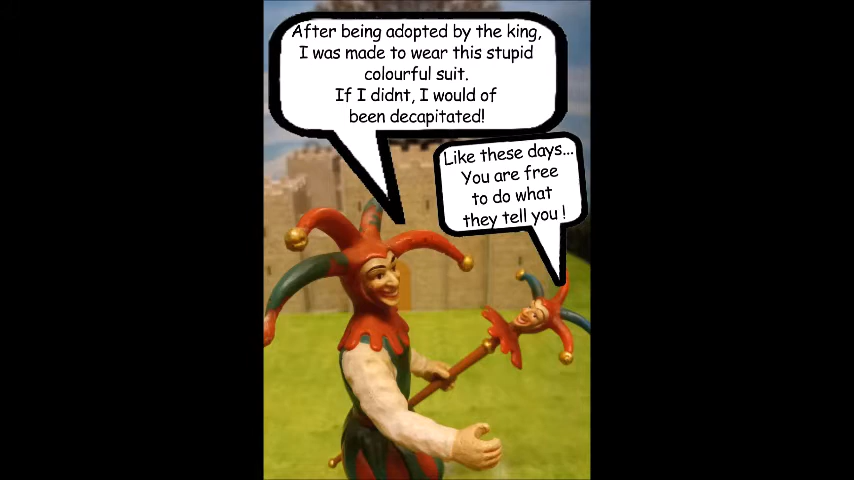 After being adopted by the king,
I was made to wear this stupid
colourful suit.
If I didnt, I would of
been decapitated!
Like these days...
You are free
to do what
they tell you !